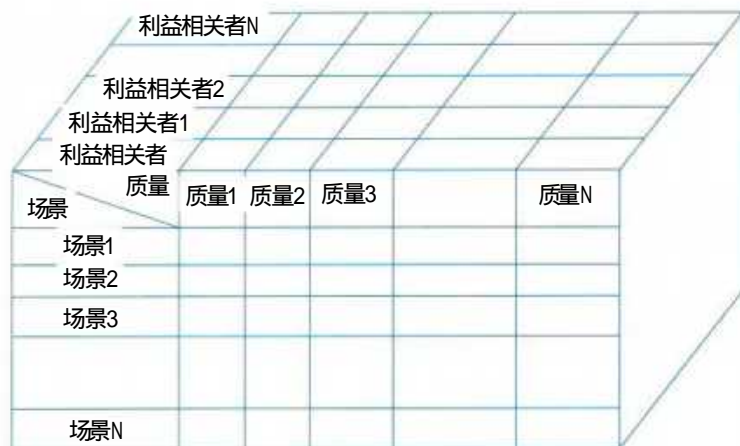 利益相关者N
利益相关者2
利益相关者1
利益相关者
质量
场景
质量1 质量2 质量3 质量N
场景1
场景2
场景3
场景N